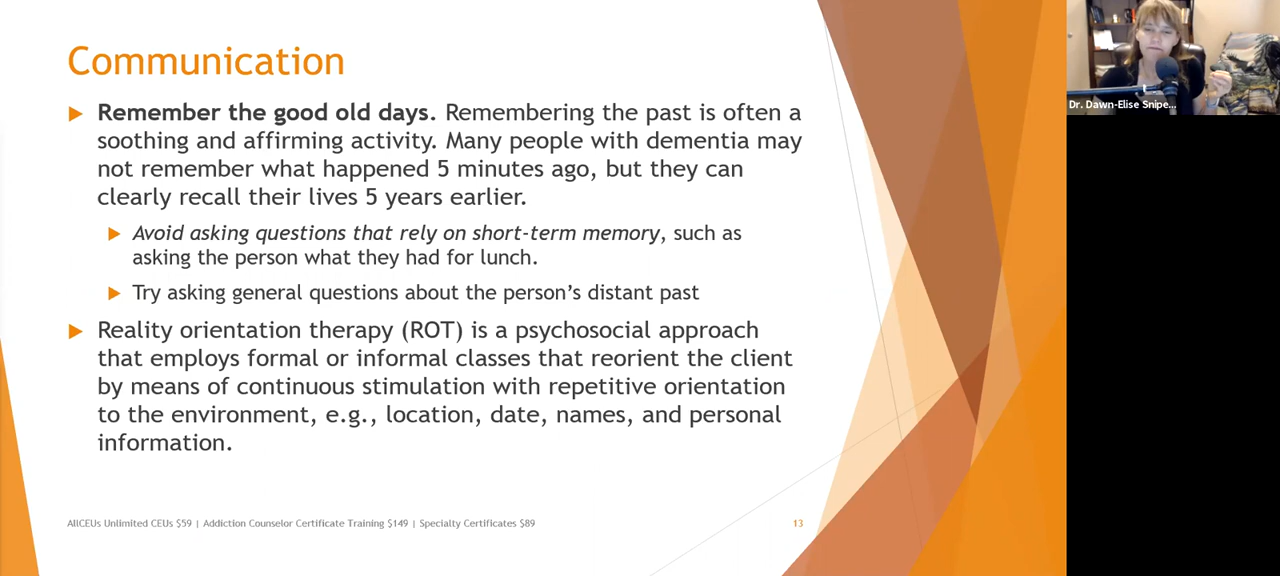 Communication
Remember the good old days. Remembering the past is often a
soothing and affirming activity. Many people with dementia may
not remember what happened 5 minutes ago, but they can
clearly recall their lives 5 years earlier.
Avoid asking questions that rely on short-term memory, such as
asking the person what they had for lunch.
Try asking general questions about the person's distant past
Reality orientation therapy (ROT) is a psychosocial approach
that employs formal or informal classes that reorient the client
by means of continuous stimulation with repetitive orientation
to the environment, e.g., location, date, names, and personal
information.
AllCEUs Unlimited CEUs $59 | Addiction Counselor Certificate Training $149 | Specialty Certificates $89
13
Dr. Dawn-Elise Snipe...